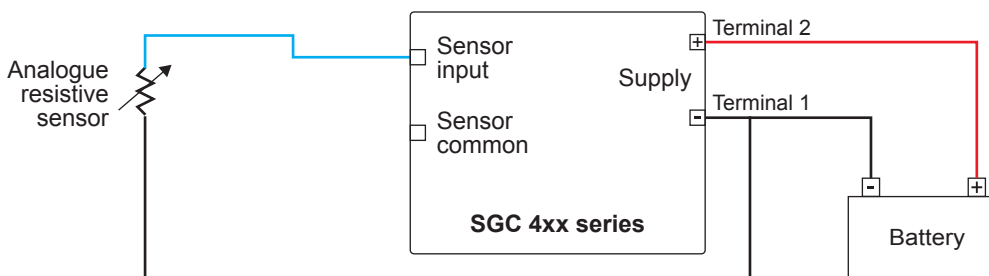 Analogue
resistive
sensor
Sensor
input
Sensor
common
+
Supply
-
SGC 4xx series
Terminal 2
Terminal 1
-
+
Battery